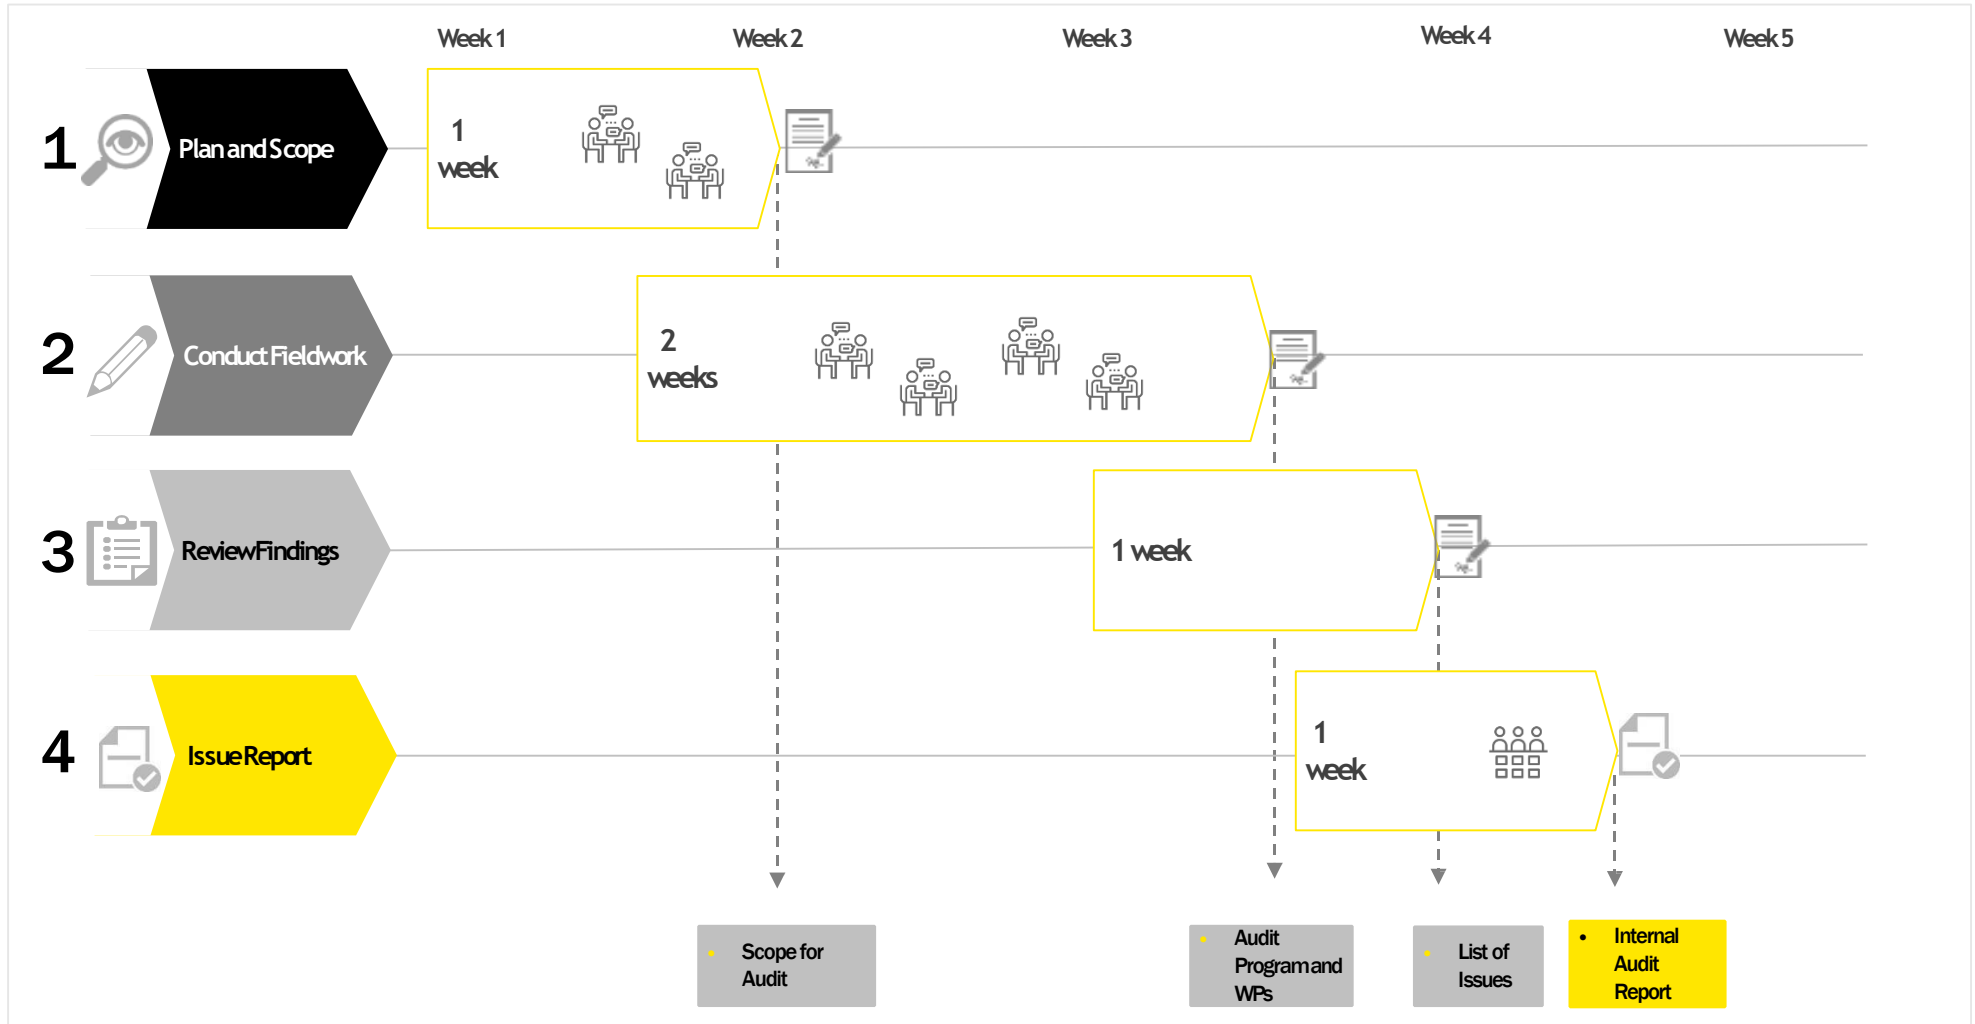 Week 1
Week 2
Week 3
Week 4
Week 5
1
Plan and Scope
1
week
2
Conduct Fieldwork
2
weeks
3
Review Findings
1 week
4
Issue Report
1
week
• Scope for
Audit
• Audit
Program and
WPs
• List of
Issues
• Internal
Audit
Report